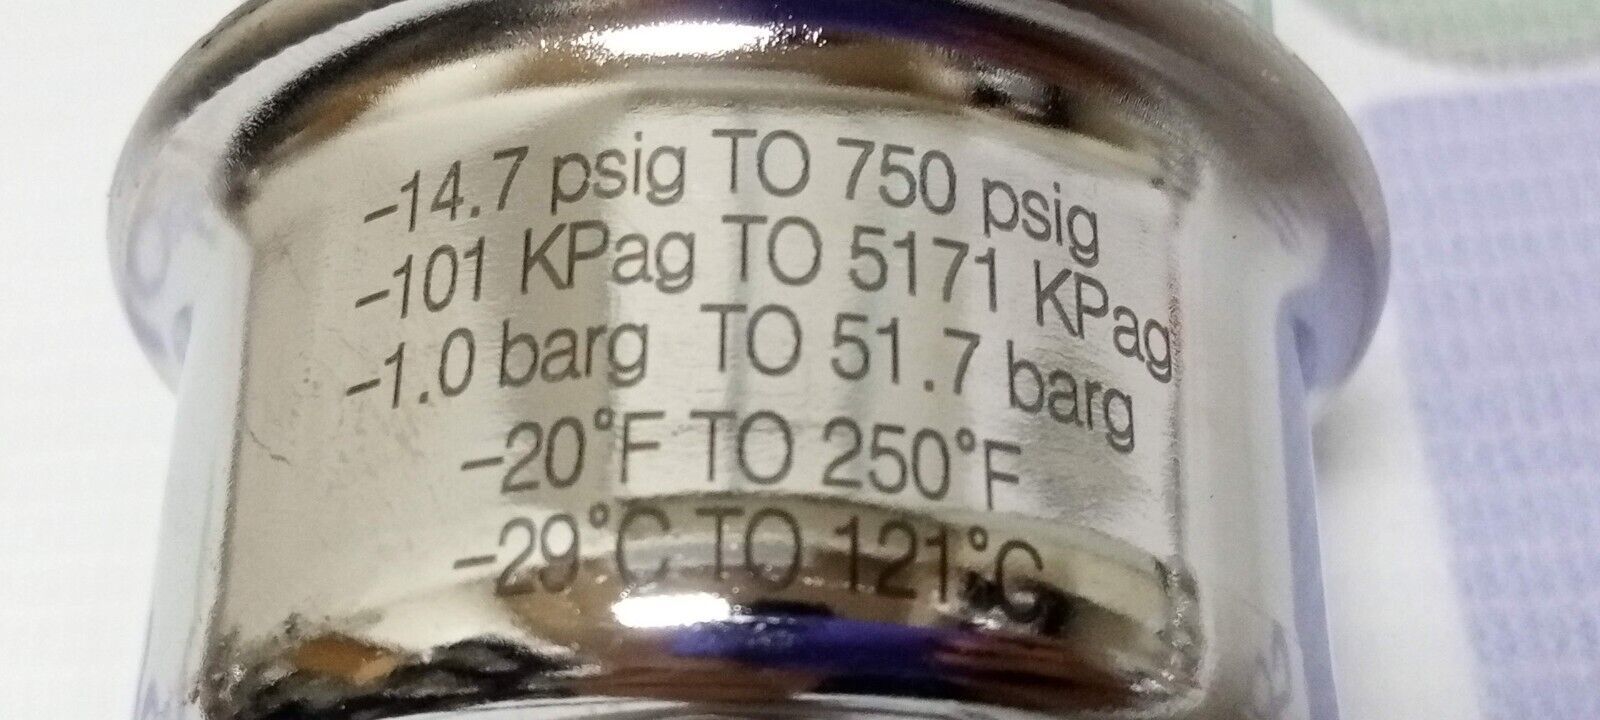 -14.7 psig TO 750 psig
-101 KPag TO 5171 KPag
-1.0 barg TO 51.7 barg
-20°F TO 250°F
-29°C TO 121°C